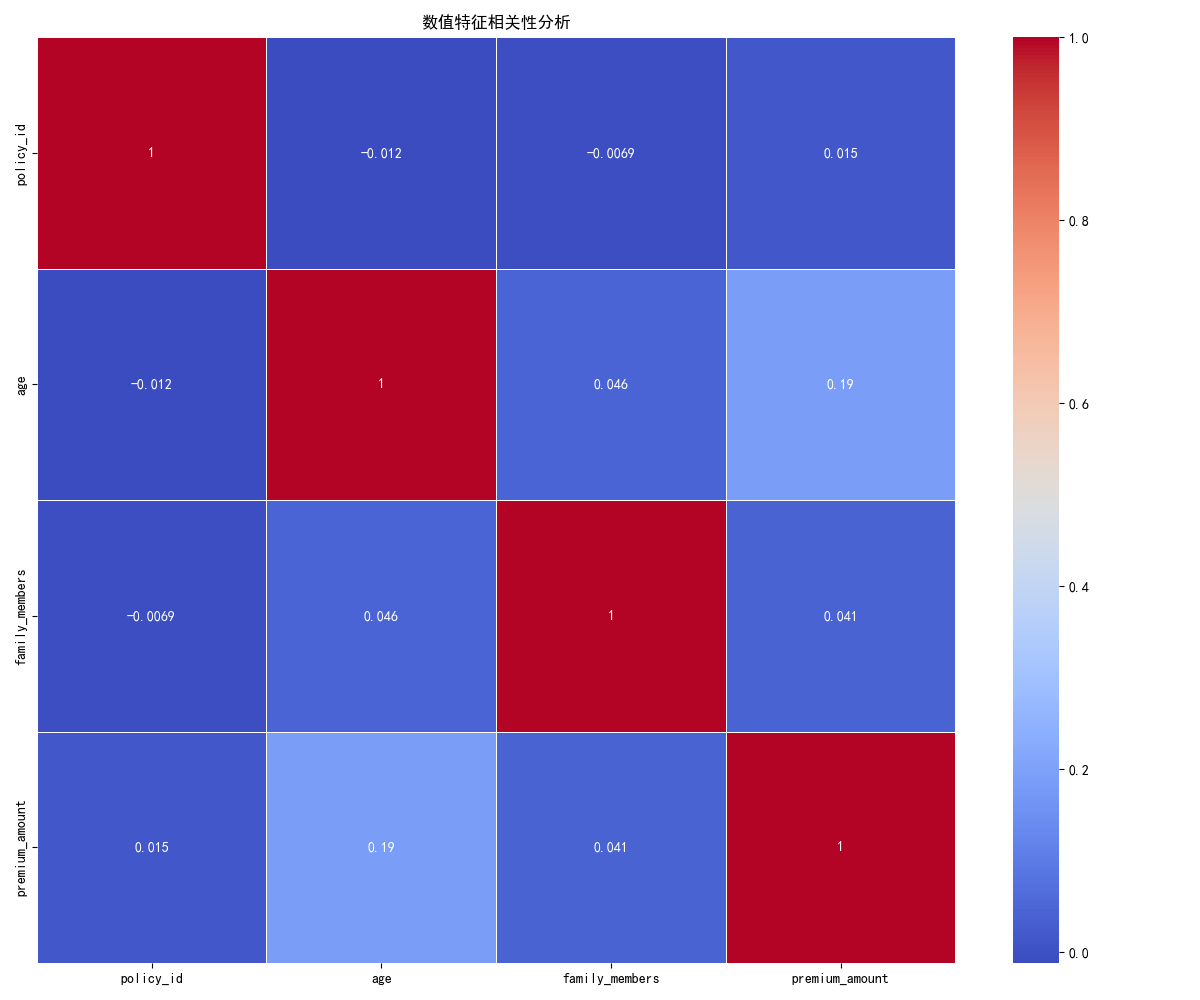 数值特征相关性分析
policy_id
1
-0.012
-0.0069
0.015
age
-0.012
1
0.046
0.19
family_members
-0.0069
0.046
1
0.041
premium_amount
0.015
0.19
0.041
1
policy_id
age
family_members
premium_amount
1.0
0.8
0.6
0.4
0.2
0.0